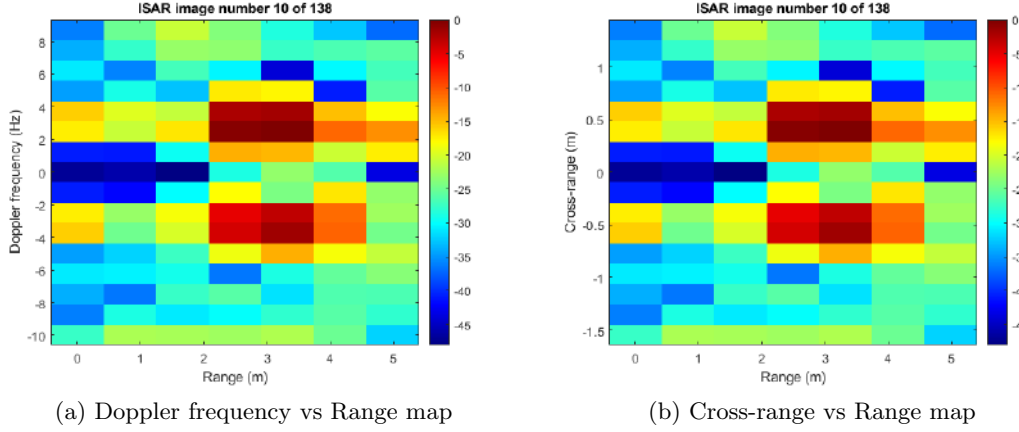 ISAR image number 10 of 138
8
6
4
2
0
-2
-4
-6
-8
-10
Doppler frequency (Hz)
0 1 2 3 4 5
Range (m)
0
-5
-10
-15
-20
-25
-30
-35
-40
-45
(a) Doppler frequency vs Range map
ISAR image number 10 of 138
1
0.5
0
-0.5
-1
-1.5
Cross-range (m)
0 1 2 3 4 5
Range (m)
0
(b) Cross-range vs Range map